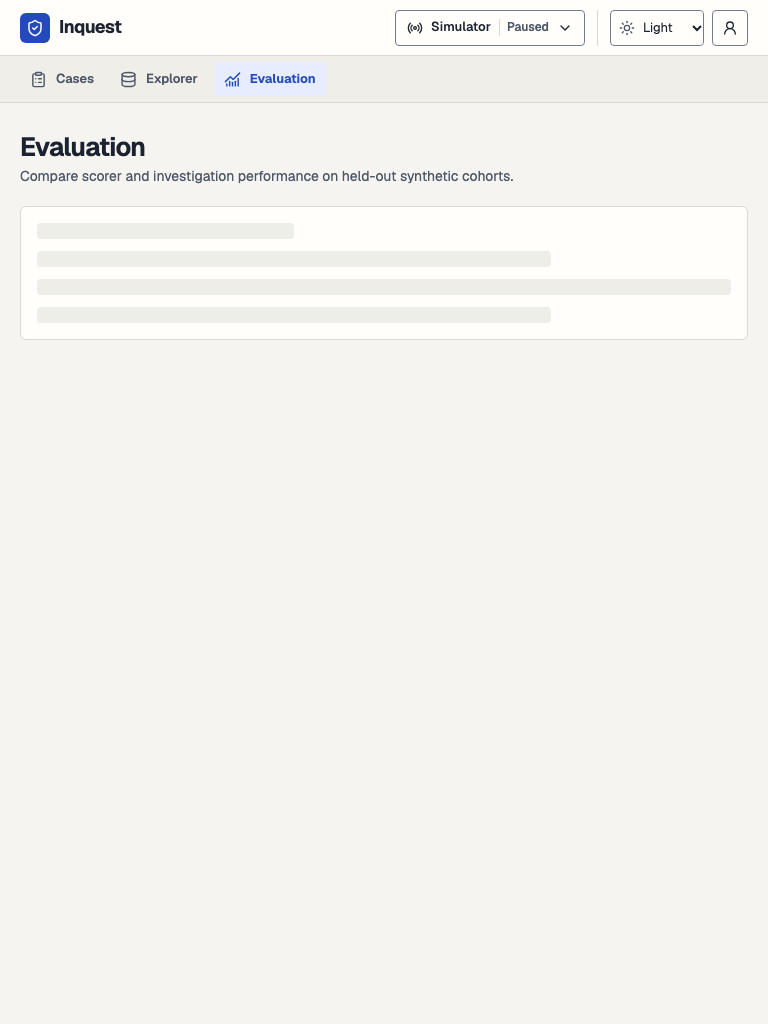 Inquest
Simulator Paused
Light
Cases
Explorer
Evaluation
Evaluation
Compare scorer and investigation performance on held-out synthetic cohorts.